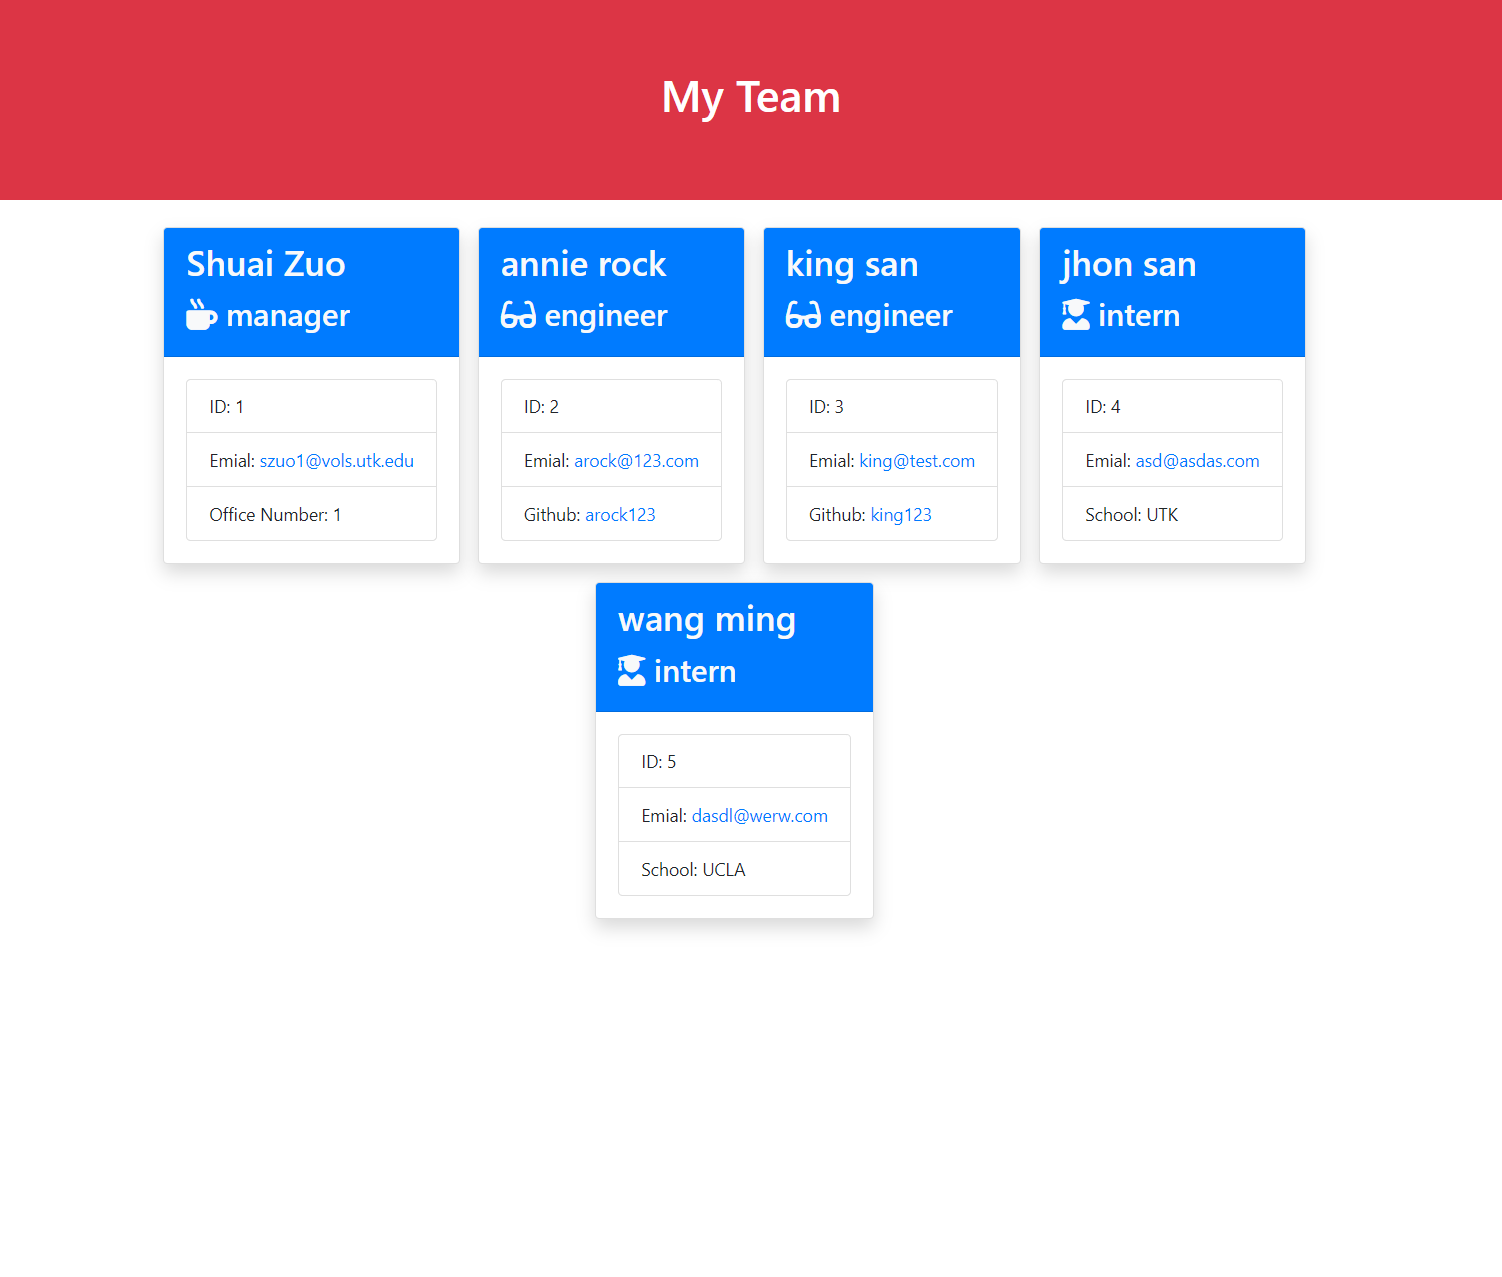 My Team
Shuai Zuo
manager
ID: 1
Emial: szuo1@vols.utk.edu
Office Number: 1
annie rock
engineer
ID: 2
Emial: arock@123.com
Github: arock123
king san
engineer
ID: 3
Emial: king@test.com
Github: king123
jhon san
intern
ID: 4
Emial: asd@asdas.com
School: UTK
wang ming
intern
ID: 5
Emial: dasdl@werw.com
School: UCLA